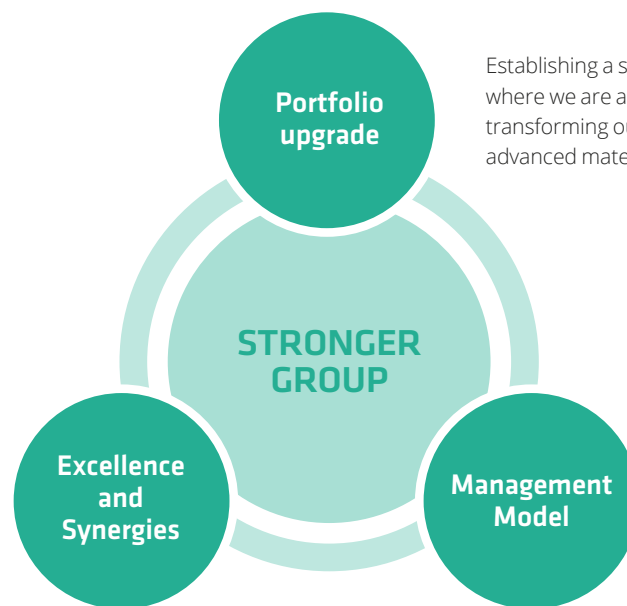 Portfolio
upgrade
Establishing a
where we are
transforming
advanced
STRONGER
GROUP
Excellence
and
Synergies
Management
Model